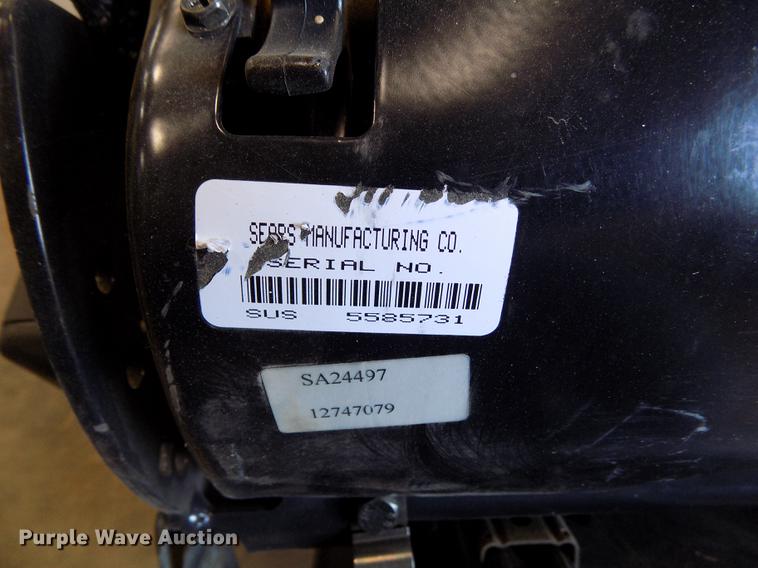 SEARS MANUFACTURING CO.
SERIAL NO.
SUS 5585731
SA24497
12747079
Purple Wave Auction